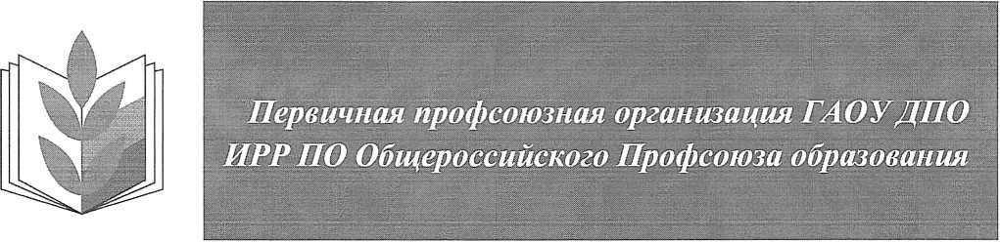 Первичная профсоюзная организация ГАОУ ДПО
ИРР ПО Общероссийского Профсоюза образования